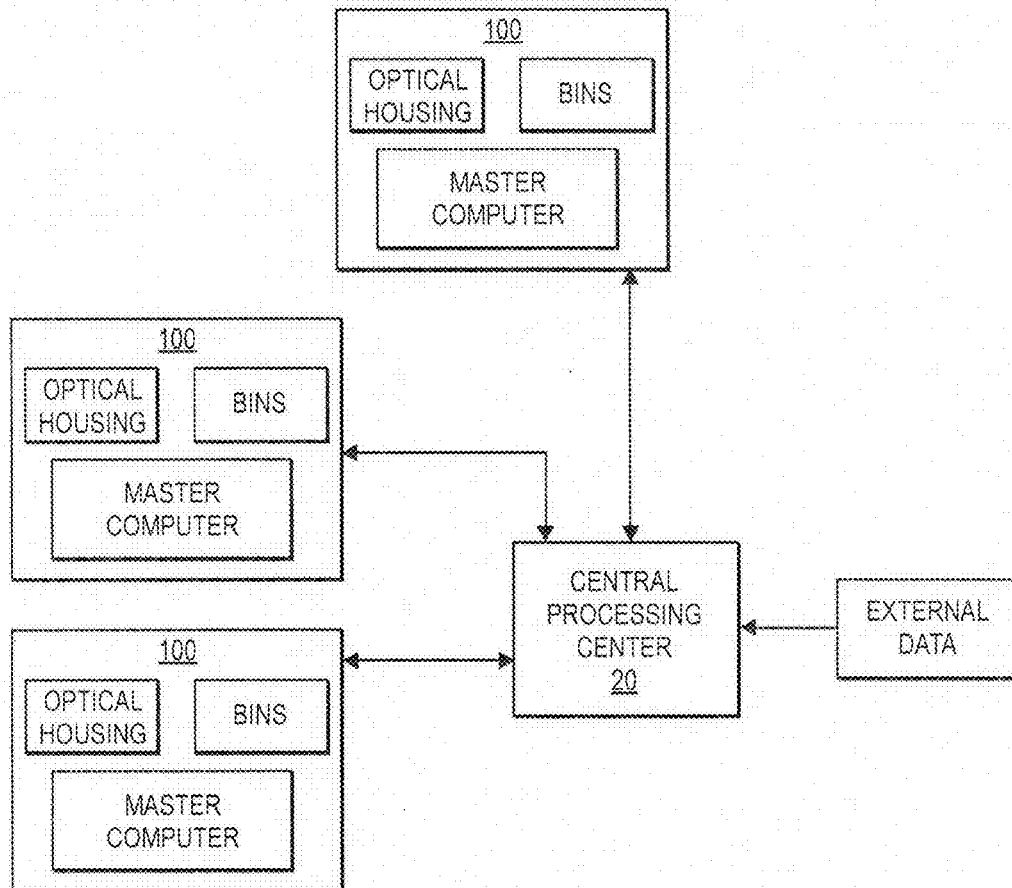 100
OPTICAL
HOUSING
BINS
MASTER
COMPUTER
100
OPTICAL
HOUSING
BINS
MASTER
COMPUTER
100
OPTICAL
HOUSING
BINS
MASTER
COMPUTER
CENTRAL
PROCESSING
CENTER
20
EXTERNAL
DATA